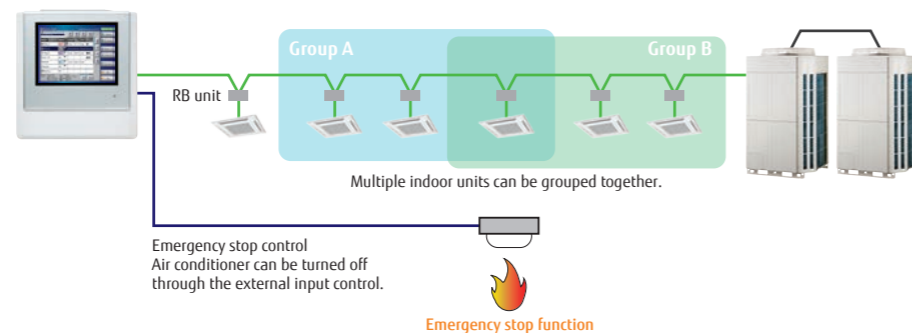 Group A
Group B
RB unit
Multiple indoor units can be grouped together.
Emergency stop control
Air conditioner can be turned off
through the external input control.
Emergency stop function